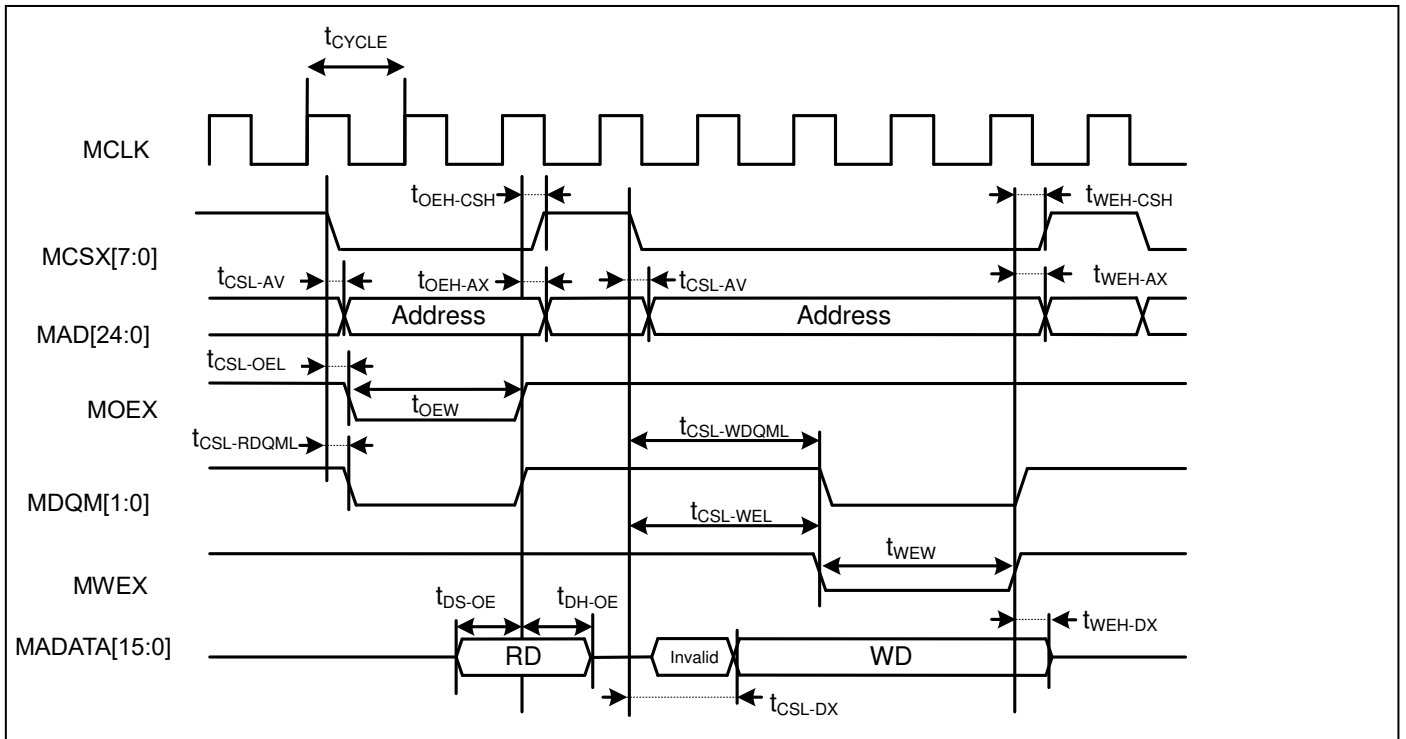 tCYCLE
MCLK
tOEH-CSH
tWEH-CSH
MCSX[7:0]
tCSL-AV
tOEH-AX
tCSL-AV
tWEH-AX
MAD[24:0]
Address
Address
tCSL-OEL
MOEX
tOEW
tCSL-RDQML
tCSL-WDQML
MDQM[1:0]
tCSL-WEL
tWEW
MWEX
tDS-OE
tDH-OE
tWEH-DX
MADATA[15:0]
RD
Invalid
WD
tCSL-DX